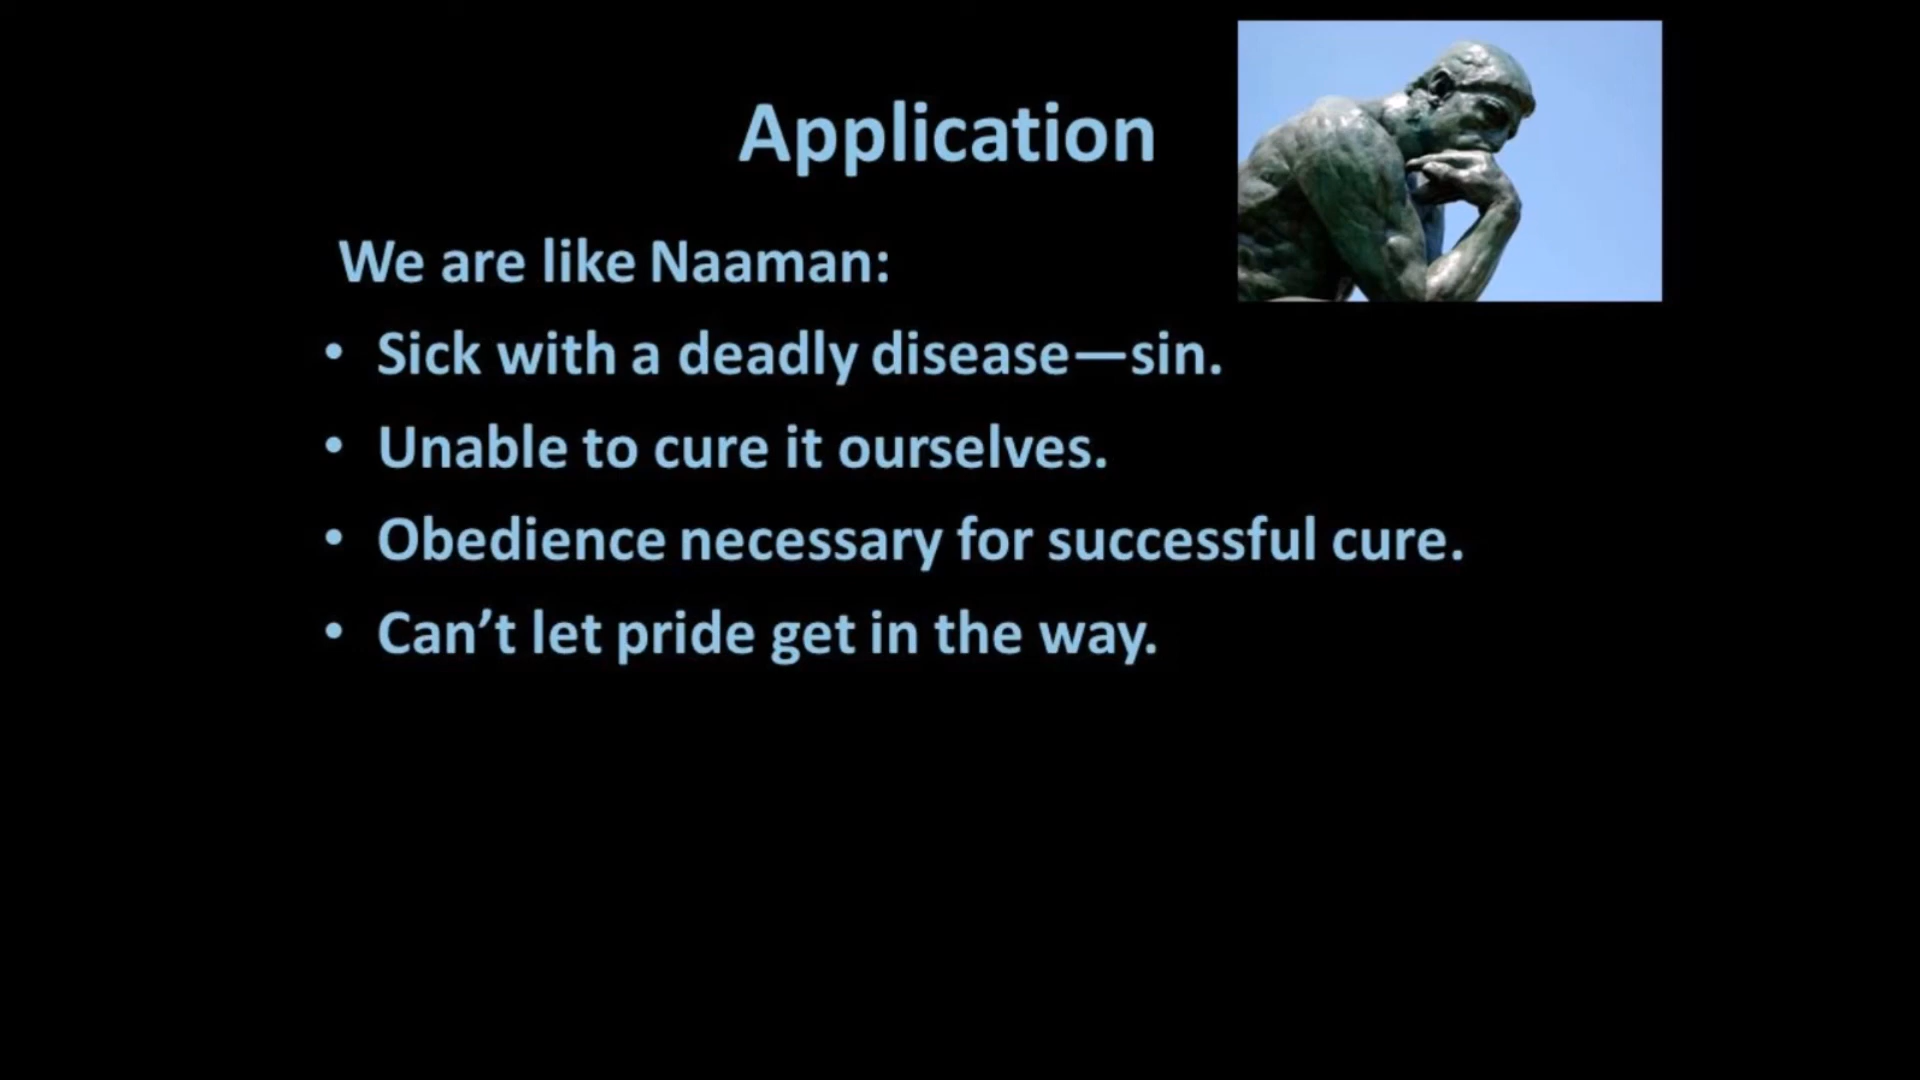 Application
We are like Naaman:
• Sick with a deadly disease—sin.
• Unable to cure it ourselves.
• Obedience necessary for successful cure.
• Can’t let pride get in the way.